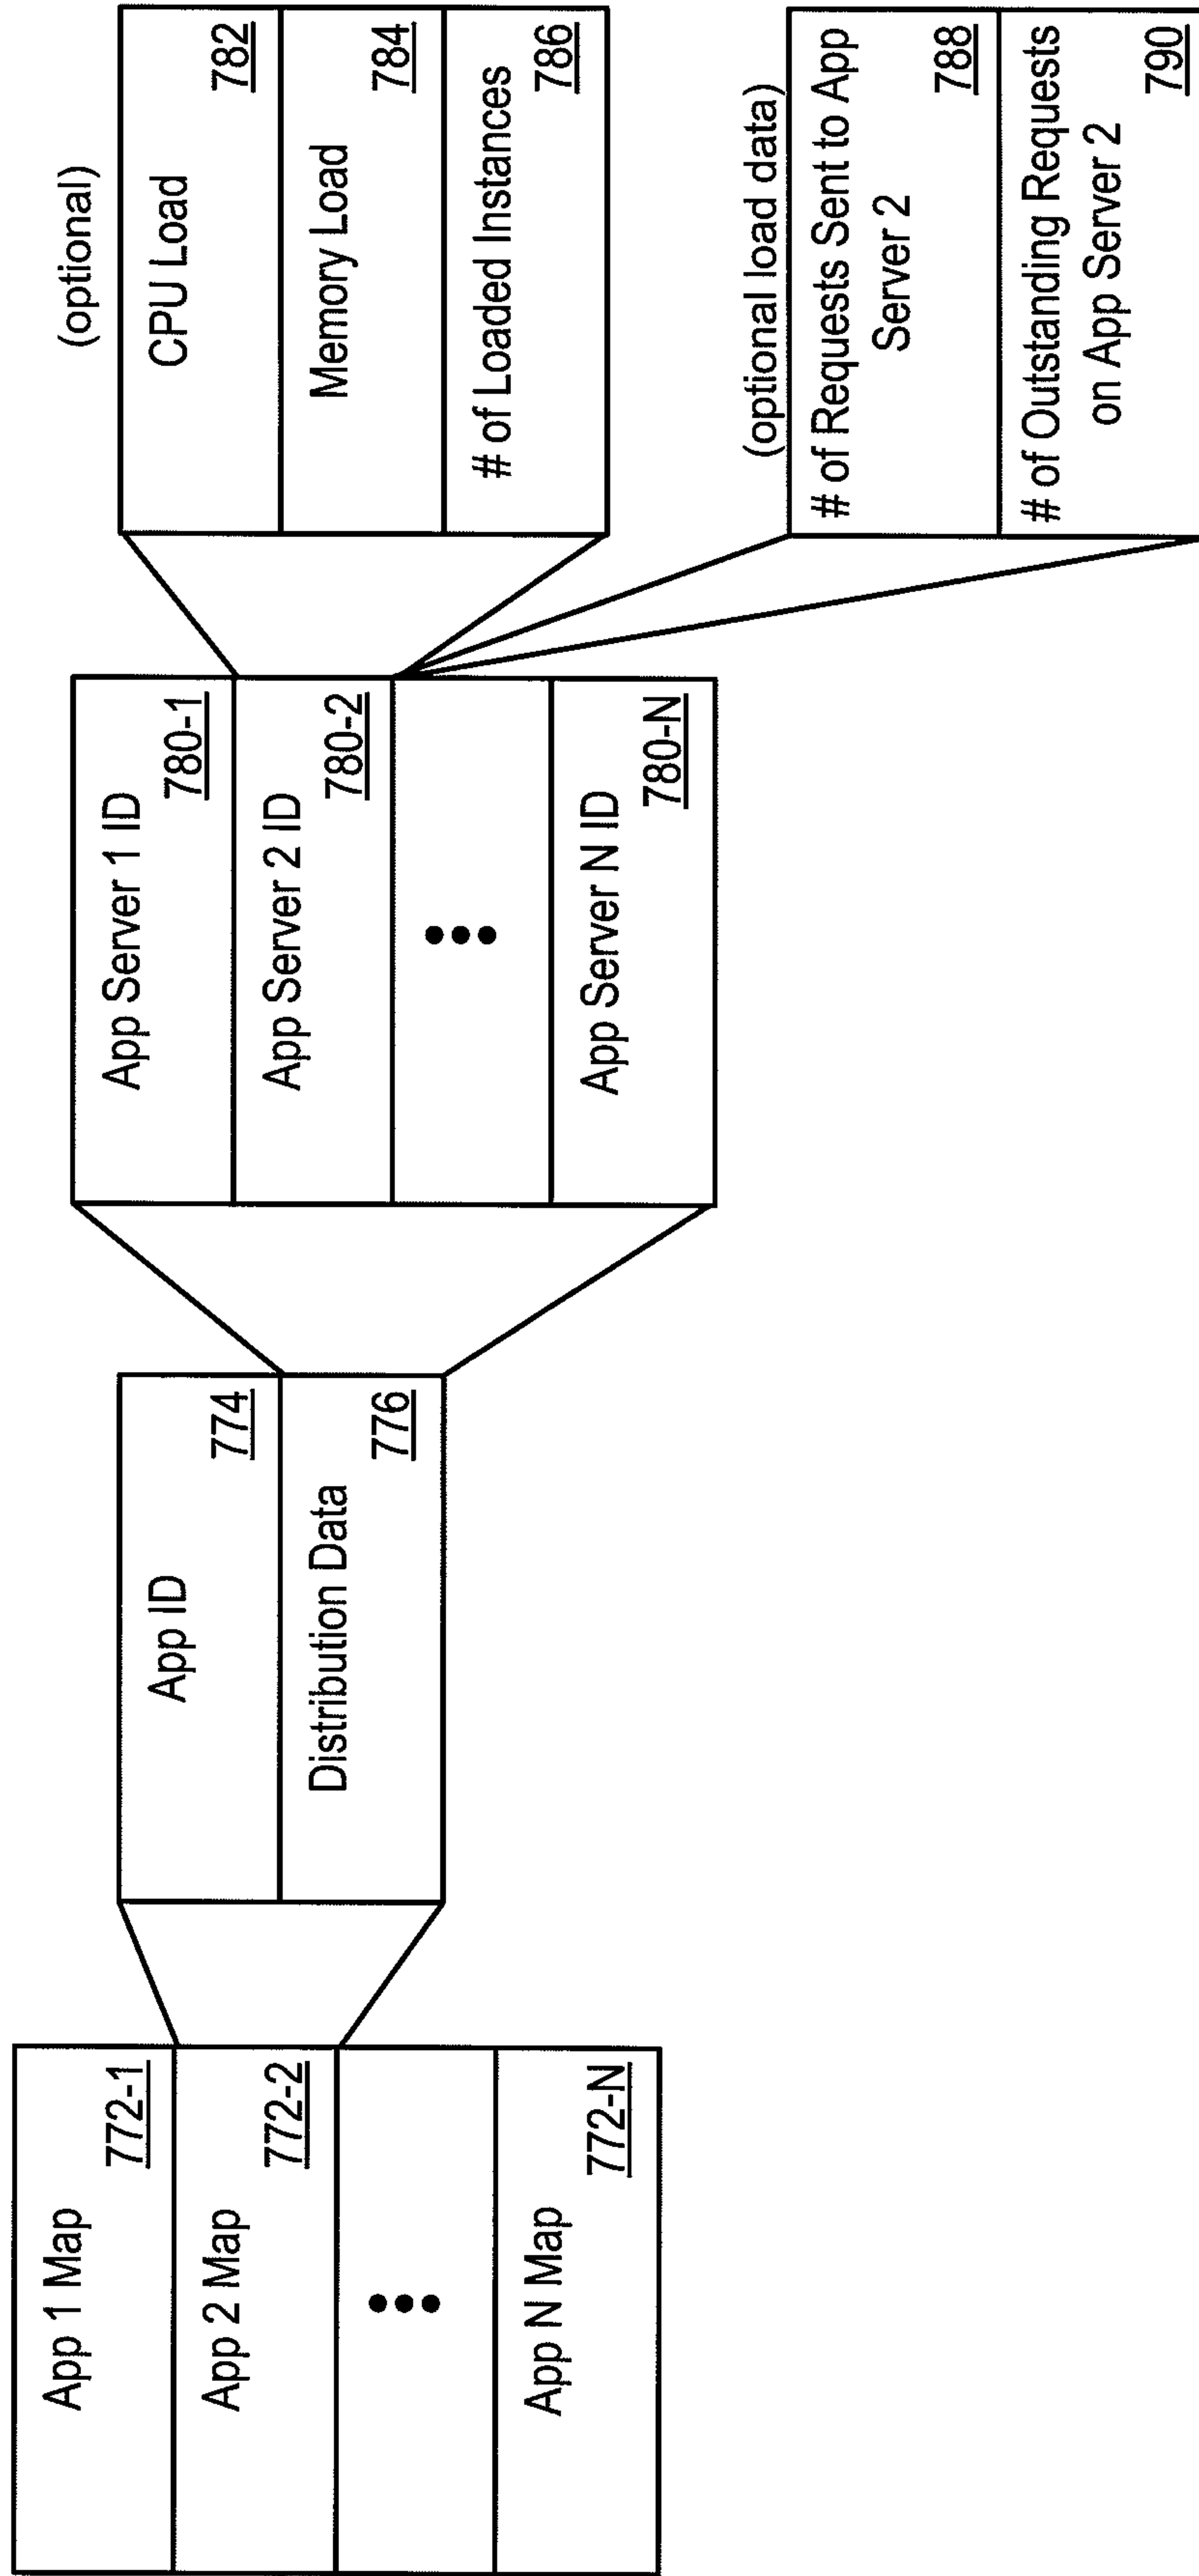 App 1 Map
772-1
App 2 Map
772-2
App N Map
772-N
App ID
774
Distribution Data
776
App Server 1 ID
780-1
App Server 2 ID
780-2
App Server N ID
780-N
(optional)
CPU Load
782
Memory Load
784
# of Loaded Instances
786
(optional load data)
# of Requests Sent to App
Server 2
788
# of Outstanding Requests
on App Server 2
790